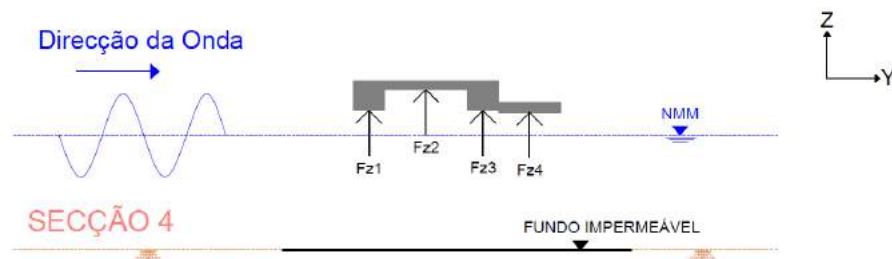 Direcção da Onda
Z
Y
NMM
Fz1
Fz2
Fz3
Fz4
SECÇÃO 4
FUNDO IMPERMEÁVEL